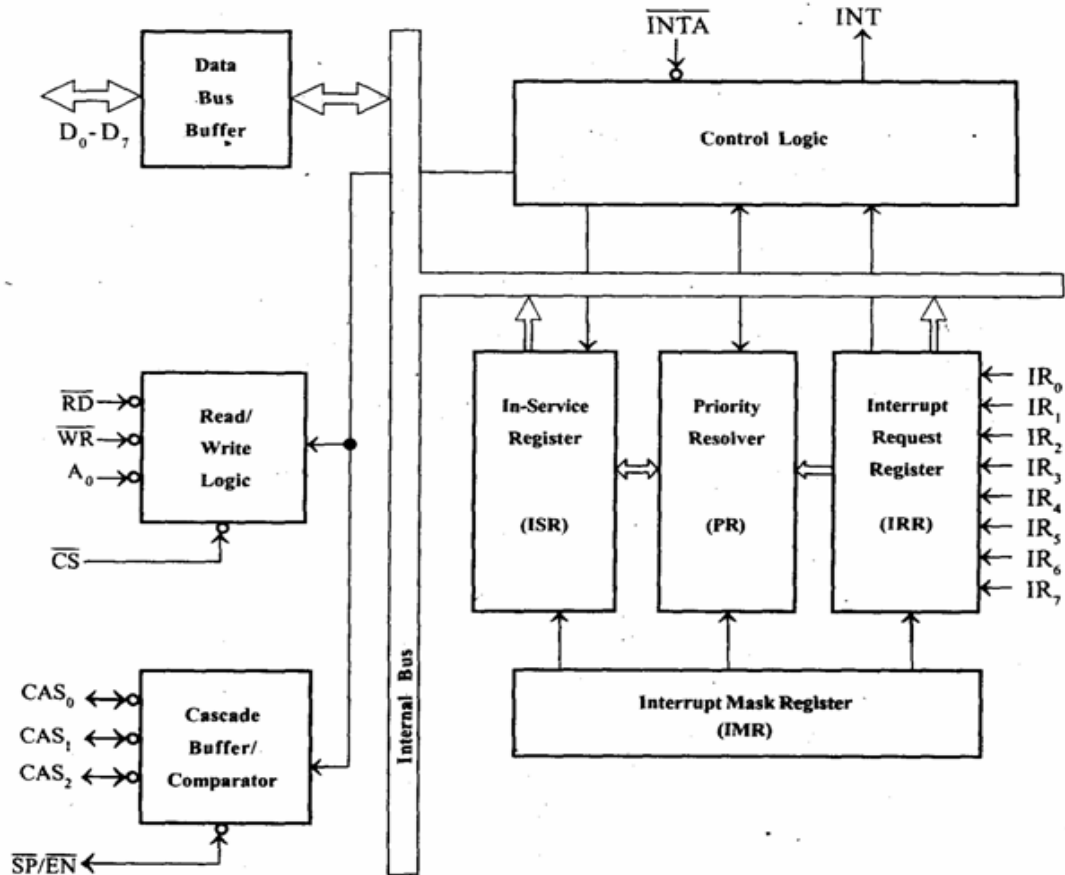 INTA
INT
Data
Bus
Buffer
D₀-D₇
Control Logic
RD
WR
A₀
CS
Read/
Write
Logic
In-Service
Register
(ISR)
Priority
Resolver
(PR)
Interrupt
Request
Register
(IRR)
IR₀
IR₁
IR₂
IR₃
IR₄
IR₅
IR₆
IR₇
Internal Bus
CAS₀
CAS₁
CAS₂
Cascade
Buffer/
Comparator
SP/EN
Interrupt Mask Register
(IMR)